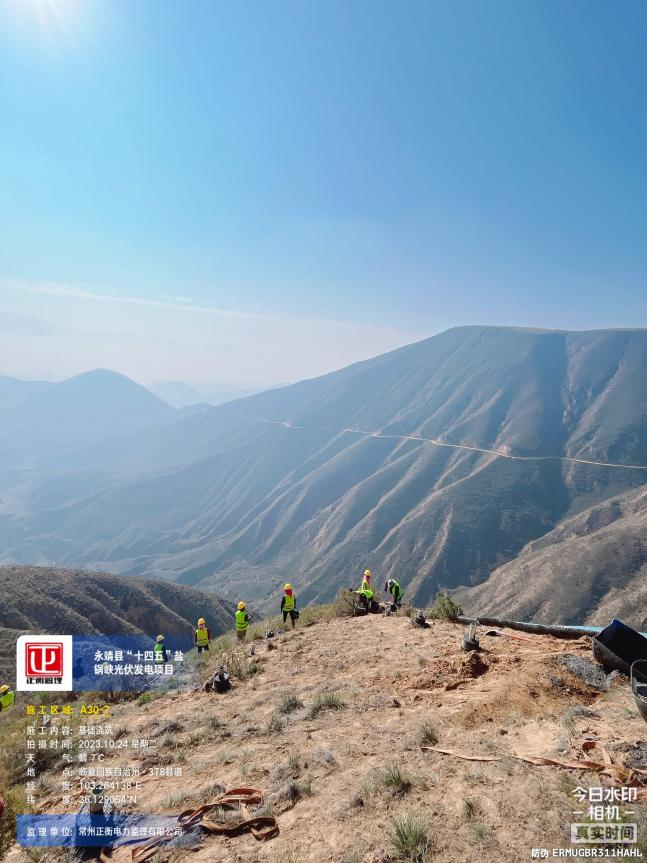 正衡管理
永靖县“十四五”盐
锅峡光伏发电项目
施工区域: A30-7
施工内容: 基础浇筑
拍摄时间: 2023.10.24 星期二
天气: 晴 7℃
地点: 临夏回族自治州·378县道
经度: 103.264138°E
纬度: 36.129054°N
监理单位: 常州正衡电力监理有限公司
今日水印
相机
真实时间
防伪 ERMUGBR311HAHL